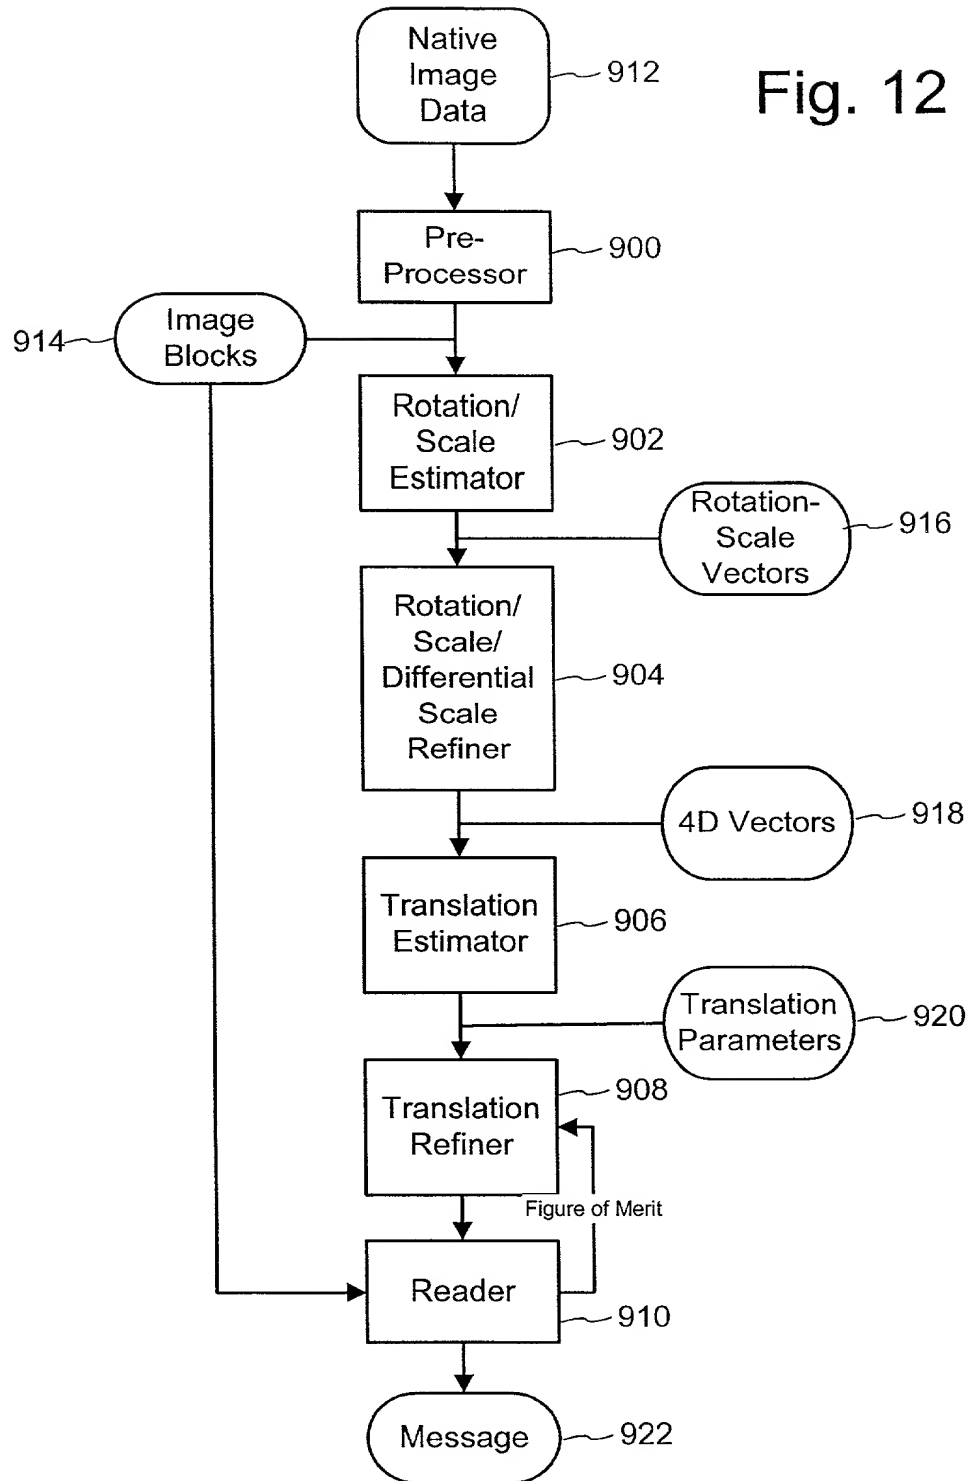 Native
Image
Data
912
Fig. 12
Pre-
Processor
900
914
Image
Blocks
Rotation/
Scale
Estimator
902
Rotation-
Scale
Vectors
916
Rotation/
Scale/
Differential
Scale
Refiner
904
4D Vectors
918
Translation
Estimator
906
Translation
Parameters
920
Translation
Refiner
908
Figure of Merit
Reader
910
Message
922